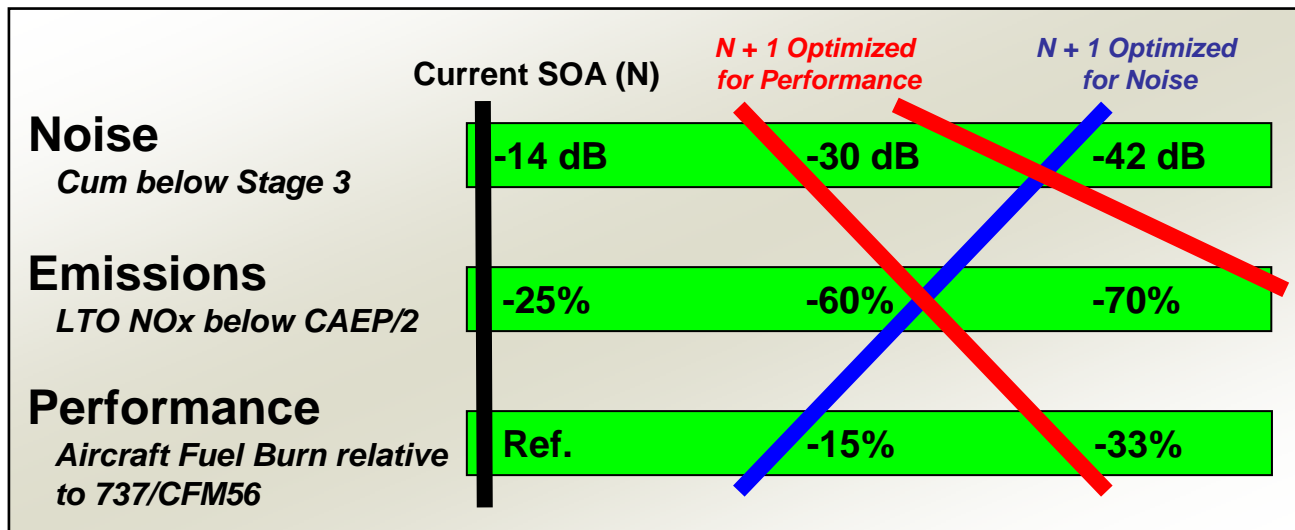 N + 1 Optimized
for Performance
N + 1 Optimized
for Noise
Current SOA (N)
Noise
Cum below Stage 3
-14 dB
-30 dB
-42 dB
Emissions
LTO NOx below CAEP/2
-25%
-60%
-70%
Performance
Aircraft Fuel Burn relative
to 737/CFM56
Ref.
-15%
-33%